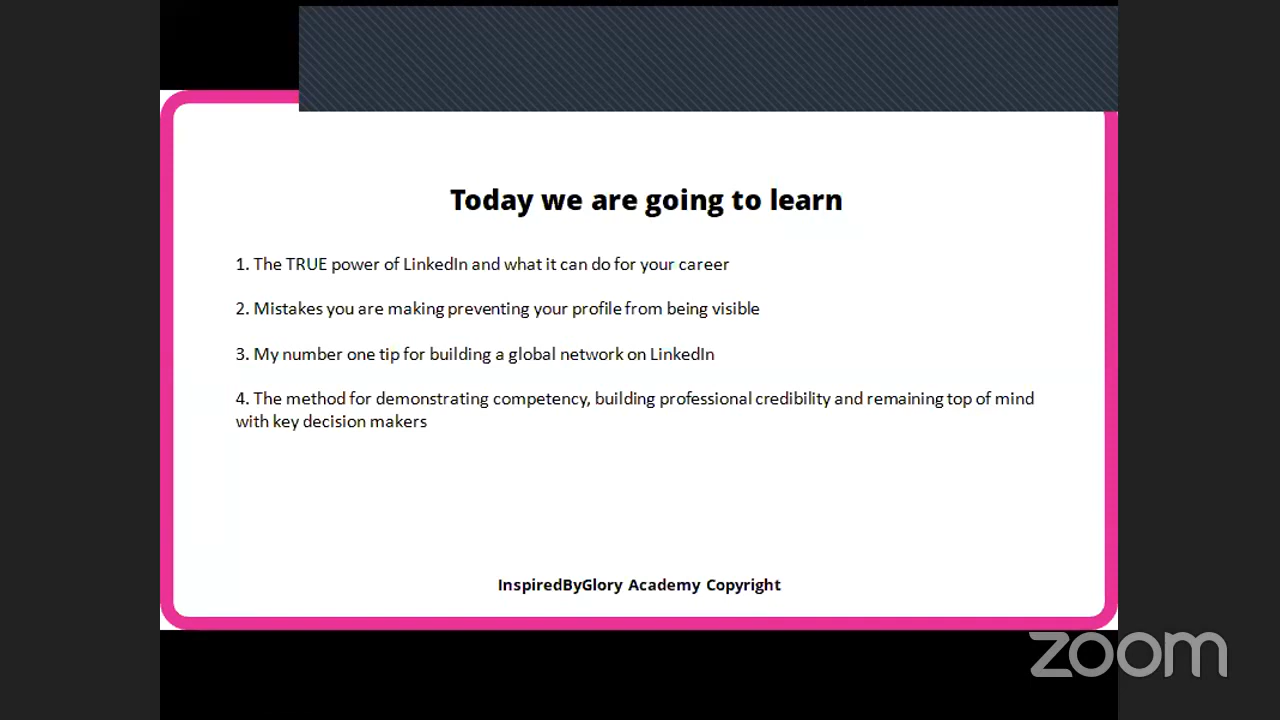 Today we are going to learn
1. The TRUE power of LinkedIn and what it can do for your career
2. Mistakes you are making preventing your profile from being visible
3. My number one tip for building a global network on LinkedIn
4. The method for demonstrating competency, building professional credibility and remaining top of mind
with key decision makers
InspiredByGlory Academy Copyright
zoom